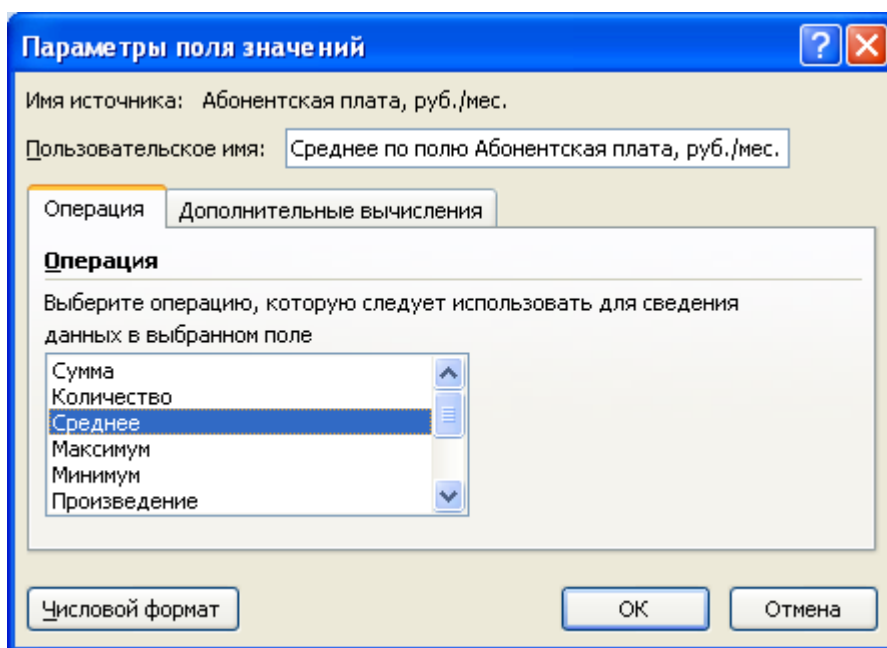 Параметры поля значений
Имя источника: Абонентская плата, руб./мес.
Пользовательское имя: Среднее по полю Абонентская плата, руб./мес.
Операция Дополнительные вычисления
Операция
Выберите операцию, которую следует использовать для сведения
данных в выбранном поле
Сумма
Количество
Среднее
Максимум
Минимум
Произведение
Числовой формат ОК Отмена